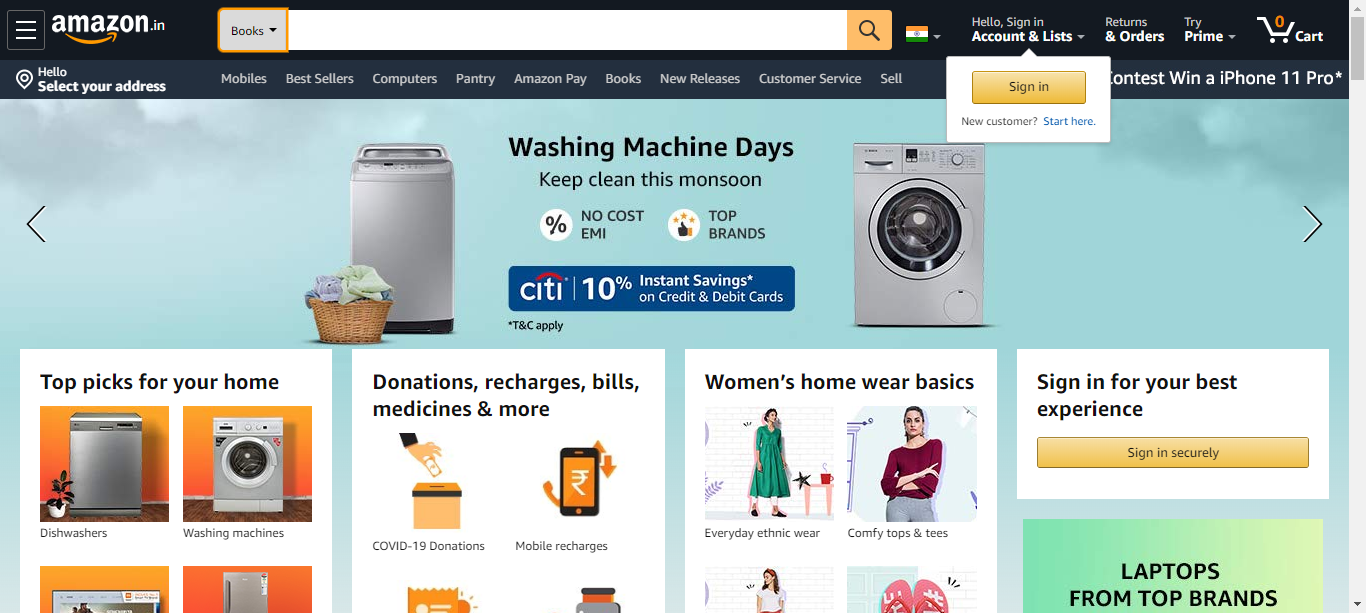 amazon.in
Books
Hello, Sign in
Account & Lists
Returns
& Orders
Try
Prime
0
Cart
Hello
Select your address
Mobiles
Best Sellers
Computers
Pantry
Amazon Pay
Books
New Releases
Customer Service
Sell
ontest Win a iPhone 11 Pro*
Sign in
New customer? Start here.
Washing Machine Days
Keep clean this monsoon
% NO COST
EMI
TOP
BRANDS
citi 10% Instant Savings*
on Credit & Debit Cards
*T&C apply
Top picks for your home
Dishwashers
Washing machines
Donations, recharges, bills,
medicines & more
₹
COVID-19 Donations
Mobile recharges
Women's home wear basics
Everyday ethnic wear
Comfy tops & tees
Sign in for your best
experience
Sign in securely
LAPTOPS
FROM TOP BRANDS